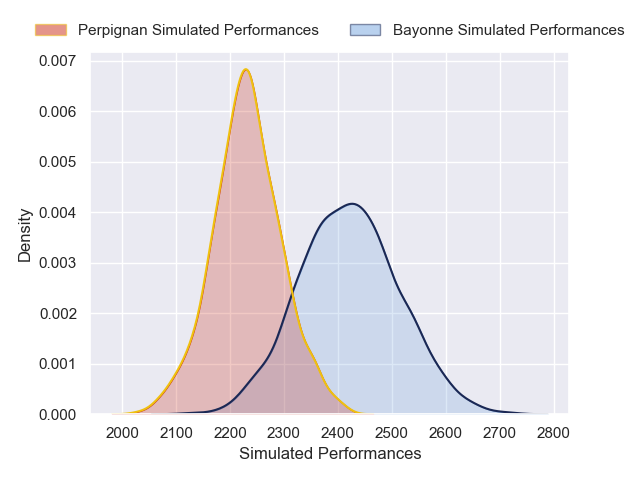 Perpignan Simulated Performances Bayonne Simulated Performances
0.007
0.006
0.005
0.004
0.003
0.002
0.001
0.000
Density
2000 2100 2200 2300 2400 2500 2600 2700 2800
Simulated Performances